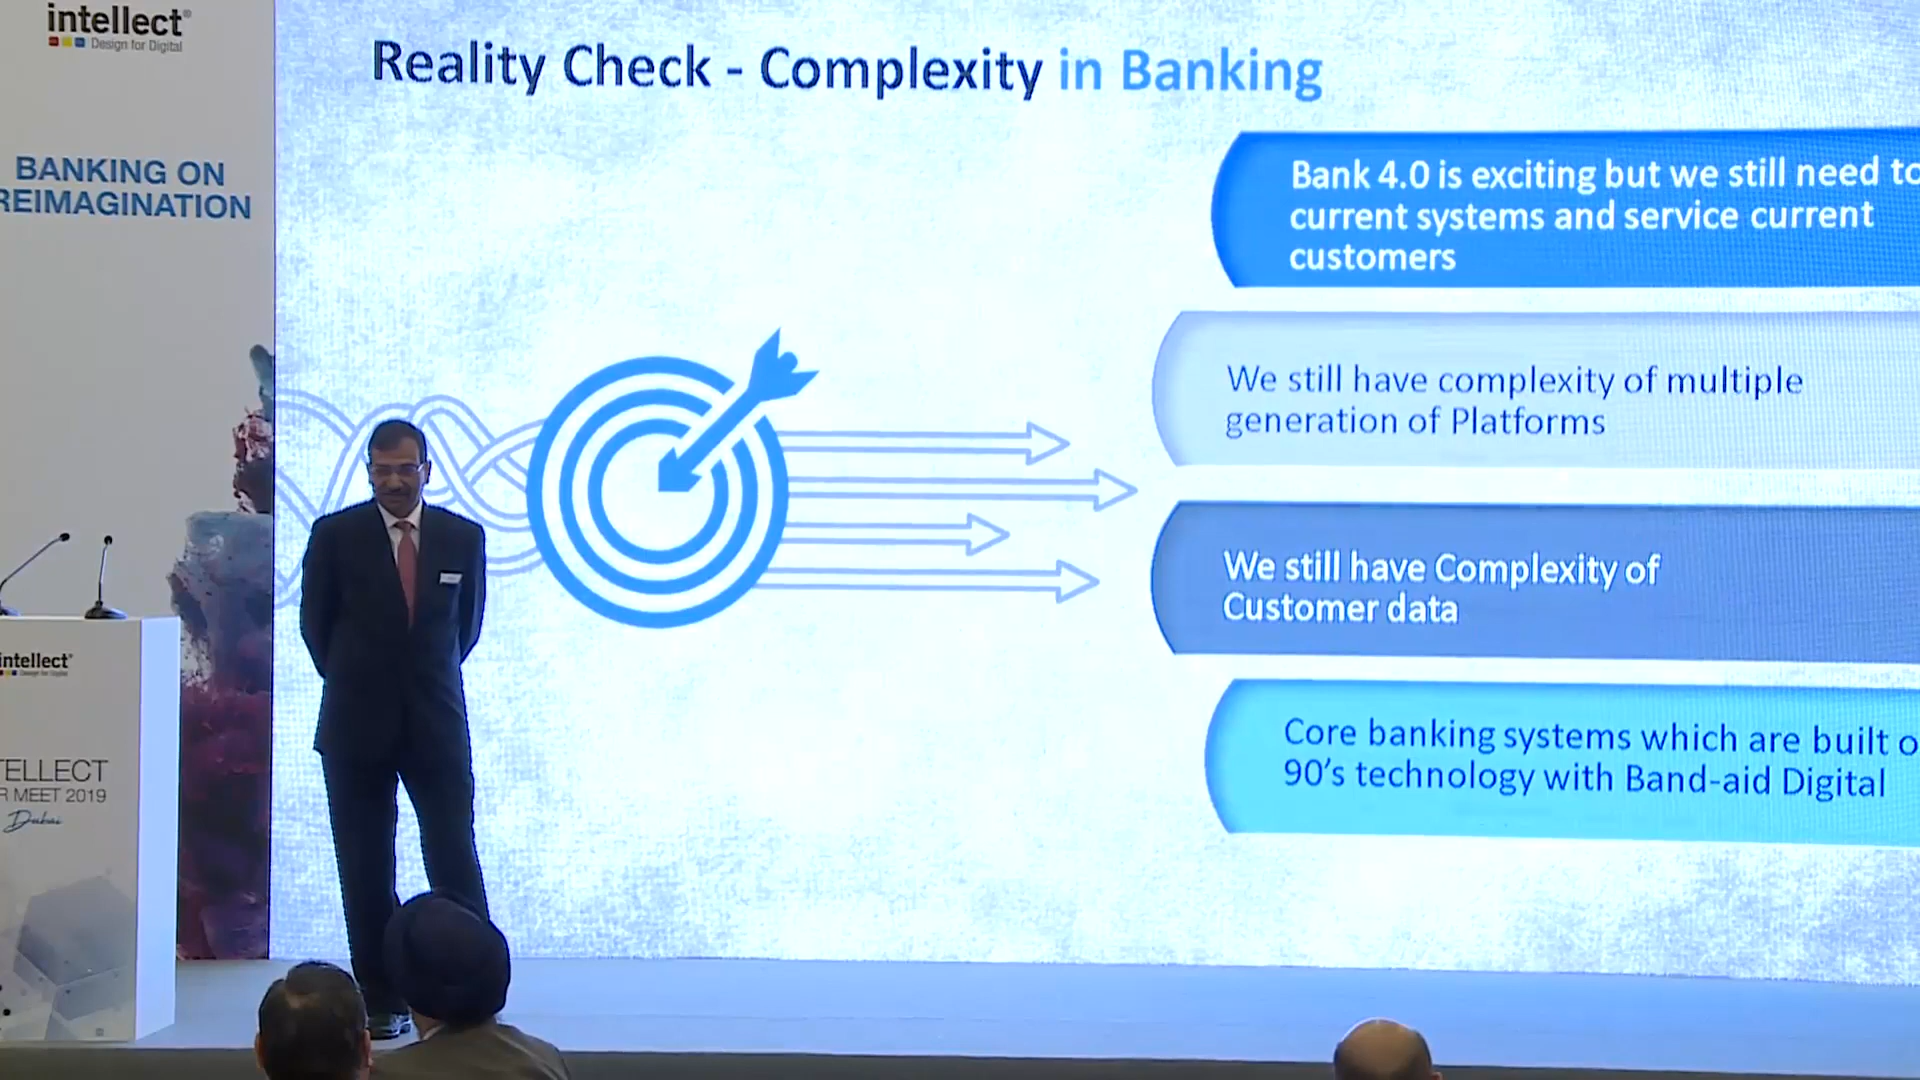 intellect®
Design for Digital
BANKING ON
REIMAGINATION
Reality Check - Complexity in Banking
Bank 4.0 is exciting but we still need to
current systems and service current
customers
We still have complexity of multiple
generation of Platforms
We still have Complexity of
Customer data
Core banking systems which are built o
90's technology with Band-aid Digital
intellect®
Design for Digital
TELLECT
R MEET 2019
Dubai